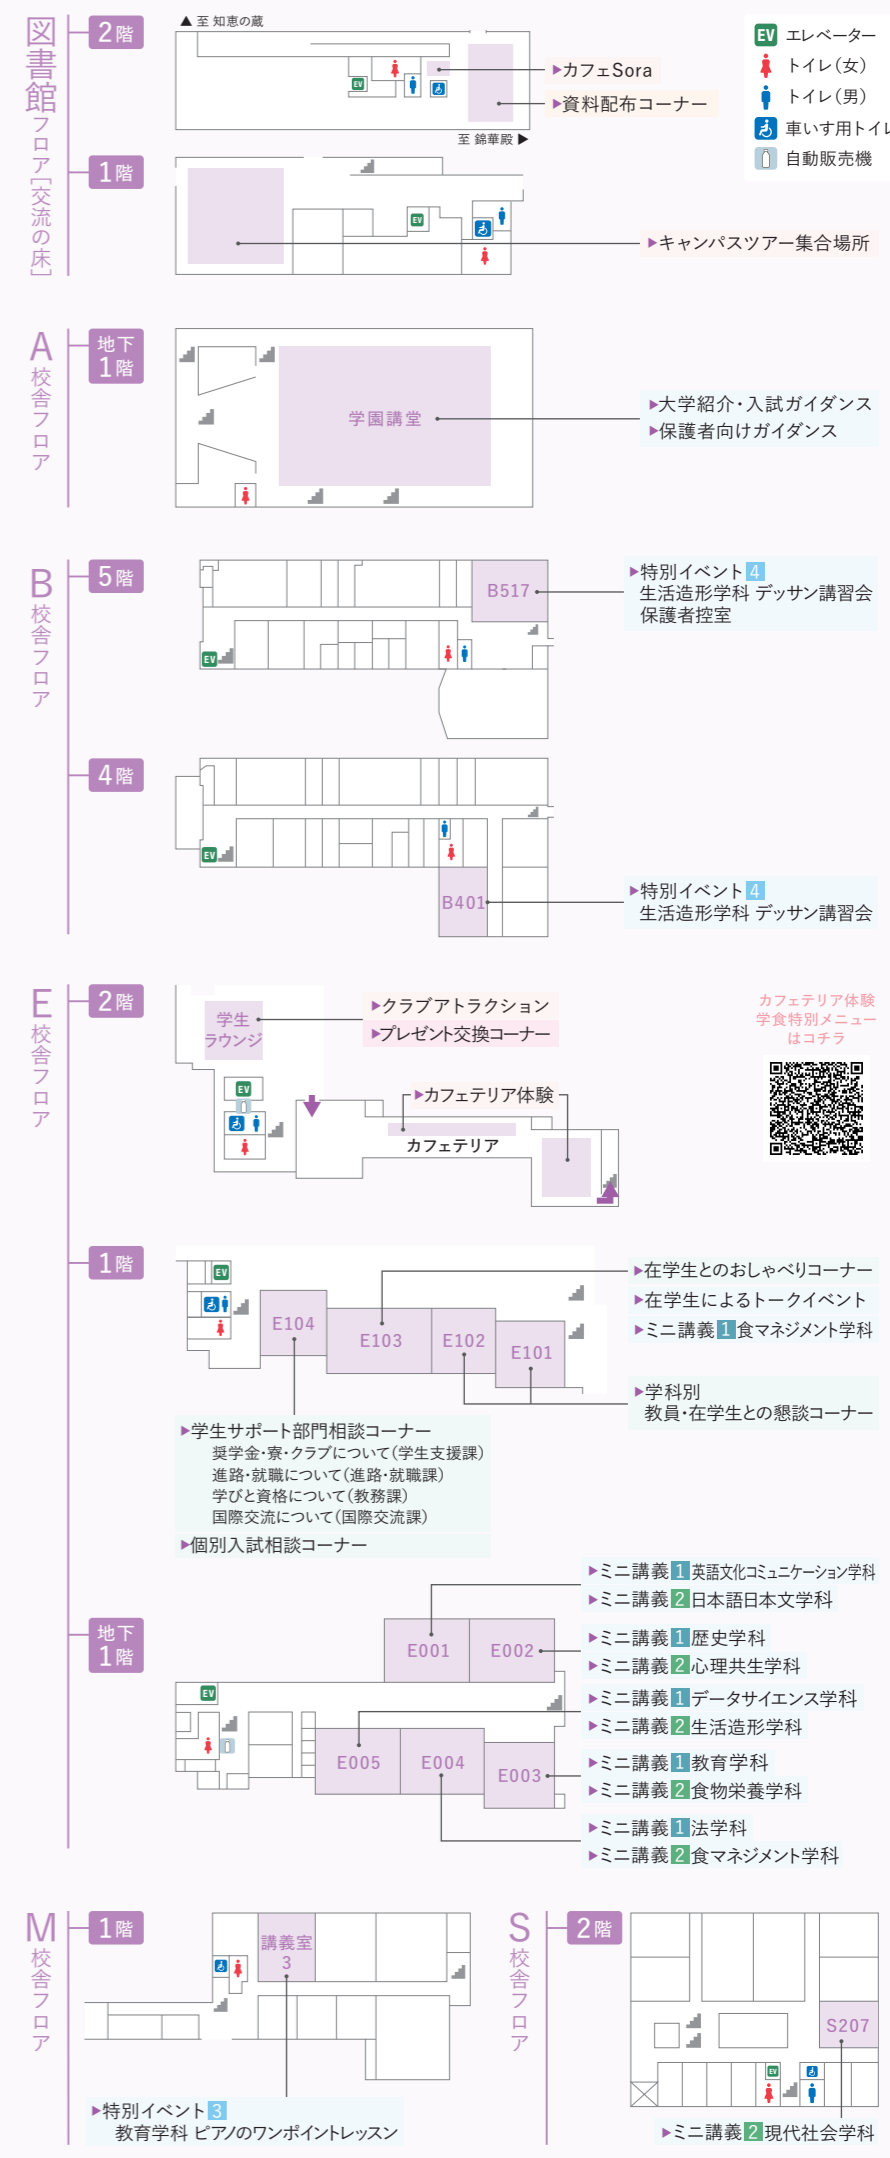 図書館フロア[交流の床]
2階
▲ 至 知恵の蔵
EV
▶カフェSora
▶資料配布コーナー
至 錦華殿 ▶
EV エレベーター
トイレ(女)
トイレ(男)
車いす用トイレ
自動販売機
1階
EV
▶キャンパスツアー集合場所
A校舎フロア
地下1階
学園講堂
▶大学紹介・入試ガイダンス
▶保護者向けガイダンス
B校舎フロア
5階
B517
EV
▶特別イベント4
生活造形学科 デッサン講習会
保護者控室
4階
EV
B401
▶特別イベント4
生活造形学科 デッサン講習会
E校舎フロア
2階
学生
ラウンジ
▶クラブアトラクション
▶プレゼント交換コーナー
EV
▶カフェテリア体験
カフェテリア
カフェテリア体験
学食特別メニュー
はコチラ
1階
EV
E104
E103
E102
E101
▶在学生とのおしゃべりコーナー
▶在学生によるトークイベント
▶ミニ講義1食マネジメント学科
▶学科別
教員・在学生との懇談コーナー
▶学生サポート部門相談コーナー
奨学金・寮・クラブについて(学生支援課)
進路・就職について(進路・就職課)
学びと資格について(教務課)
国際交流について(国際交流課)
▶個別入試相談コーナー
地下1階
EV
E001
E002
E005
E004
E003
▶ミニ講義1英語文化コミュニケーション学科
▶ミニ講義2日本語日本文学科
▶ミニ講義1歴史学科
▶ミニ講義2心理共生学科
▶ミニ講義1データサイエンス学科
▶ミニ講義2生活造形学科
▶ミニ講義1教育学科
▶ミニ講義2食物栄養学科
▶ミニ講義1法学科
▶ミニ講義2食マネジメント学科
M校舎フロア
1階
講義室
3
▶特別イベント3
教育学科 ピアノのワンポイントレッスン
S校舎フロア
2階
S207
EV
▶ミニ講義2現代社会学科